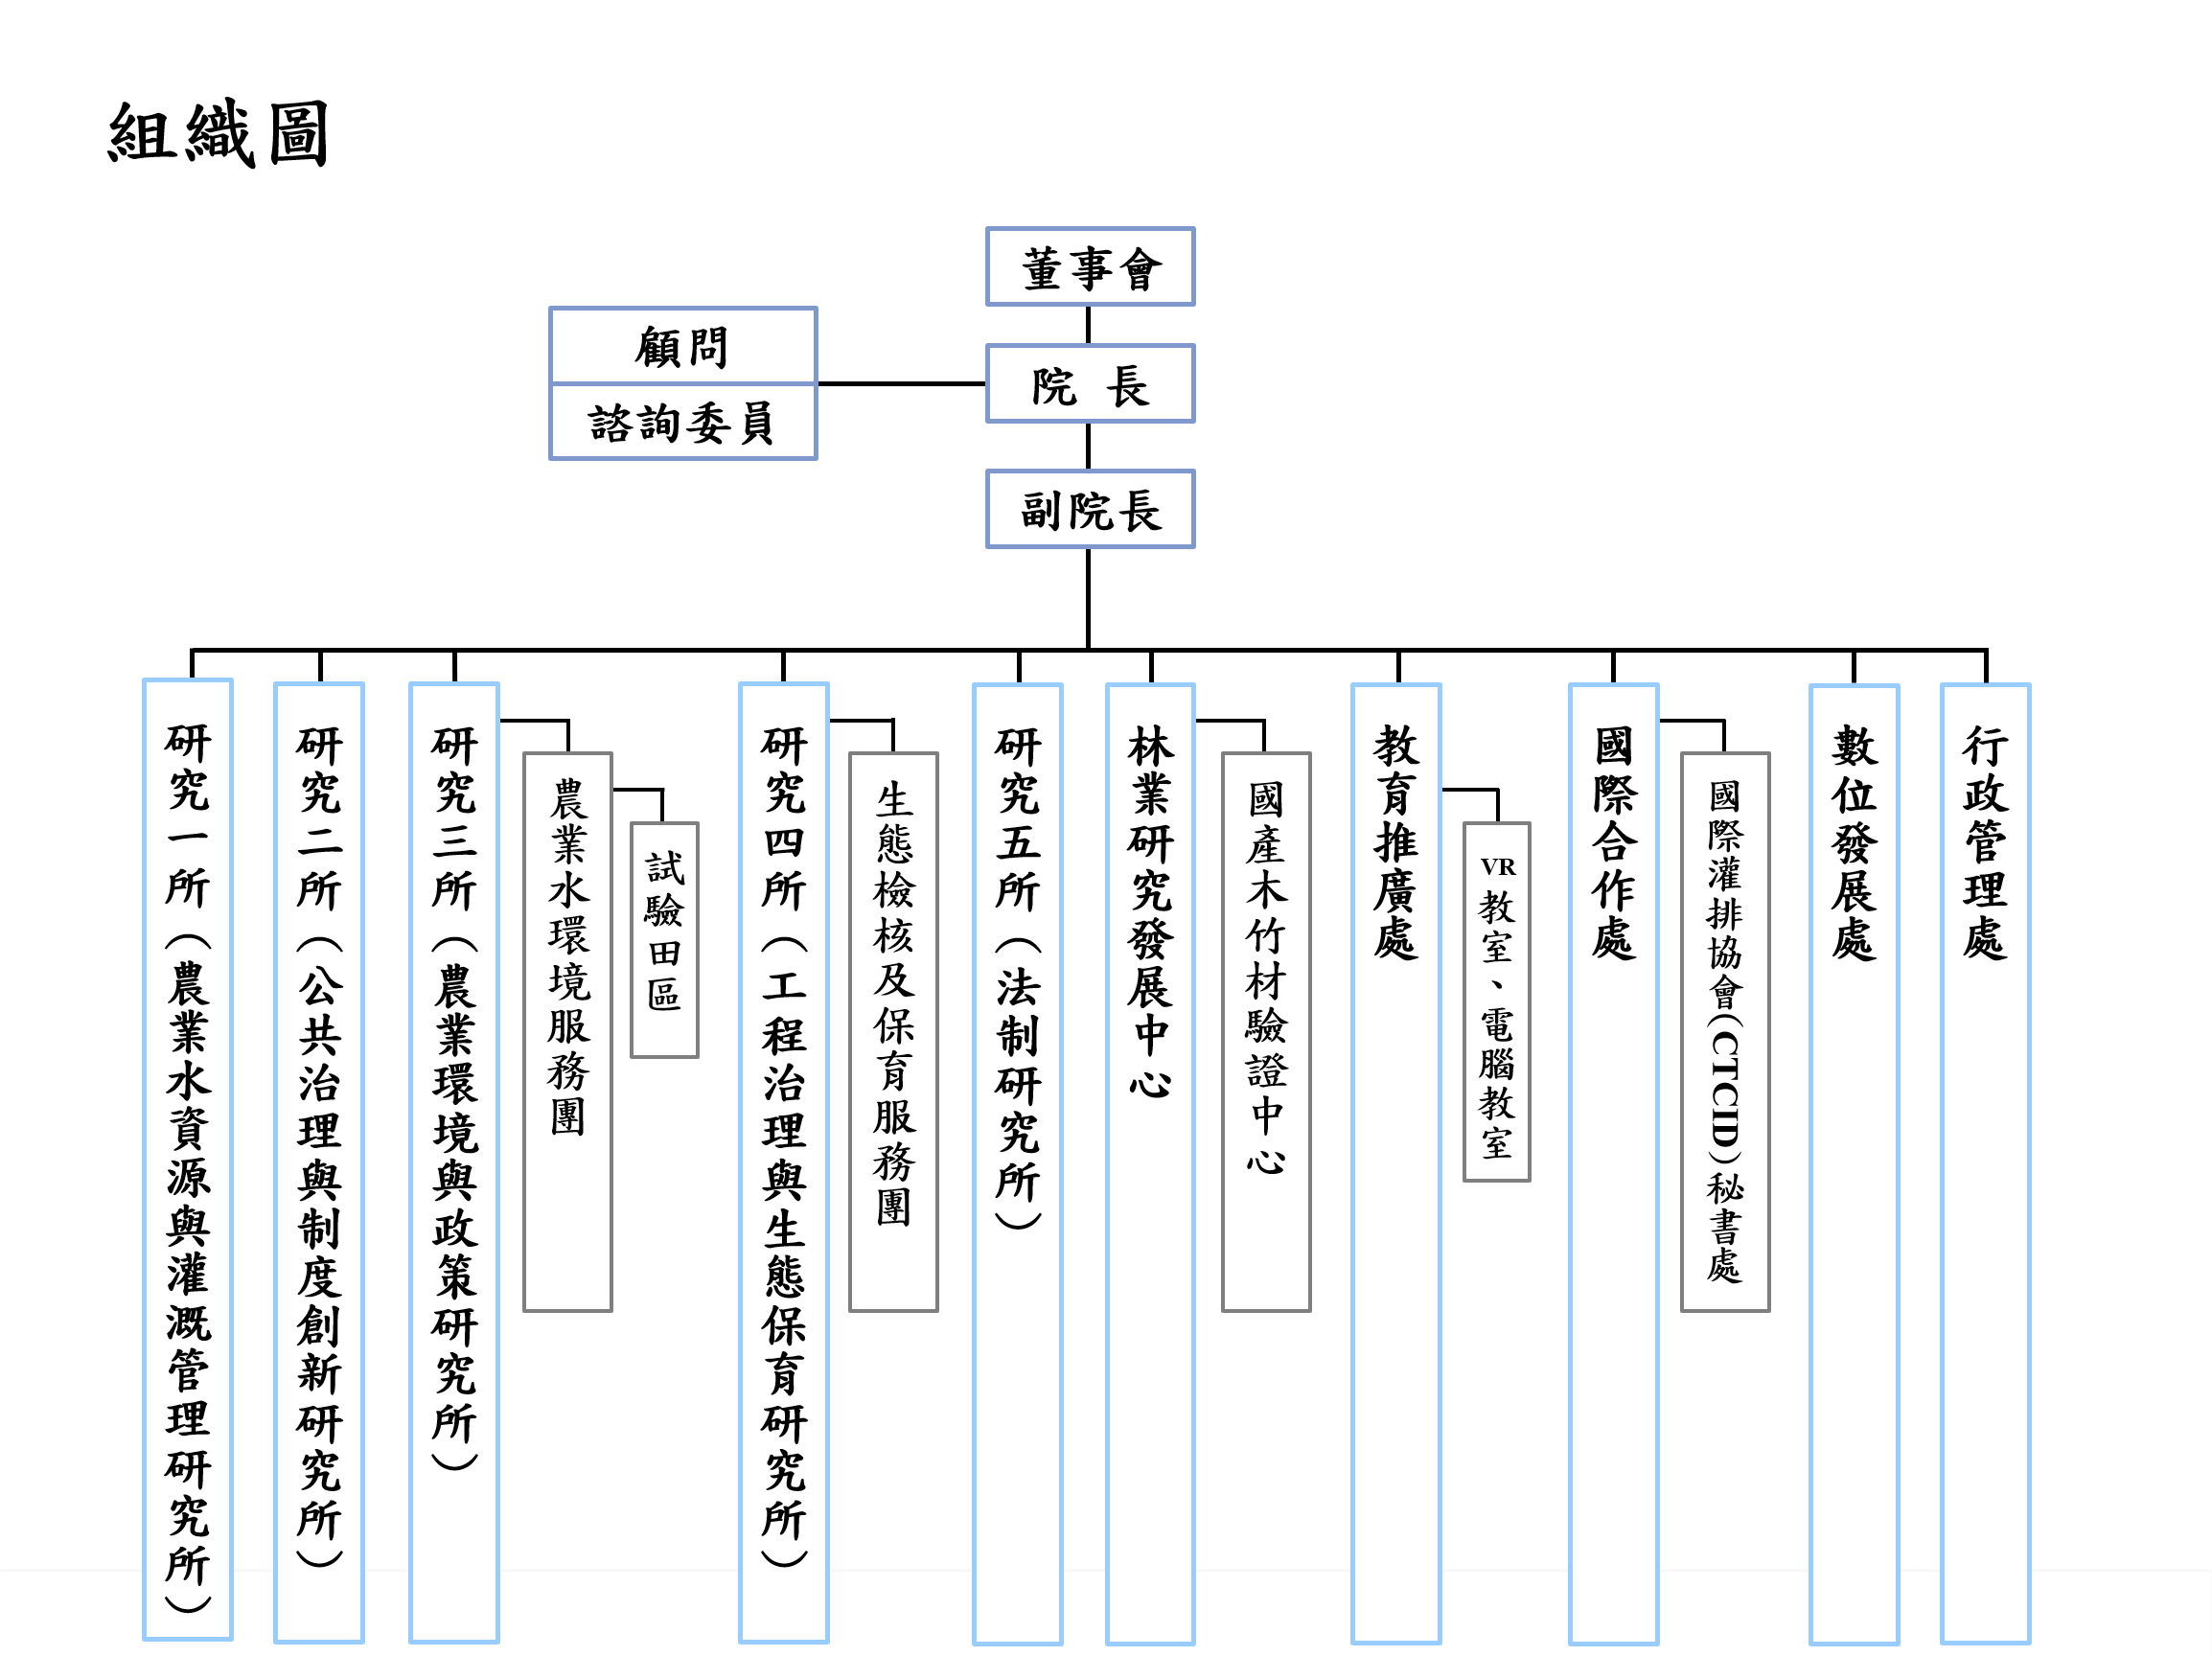 組織圖
董事會
顧問
院 長
諮詢委員
副院長
研究一所（農業水資源與灌溉管理研究所）
研究二所（公共治理與制度創新研究所）
研究三所（農業環境與政策研究所）
農業水環境服務團
試驗田區
研究四所（工程治理與生態保育研究所）
生態檢核及保育服務團
研究五所（法制研究所）
林業研究發展中心
國產木竹材驗證中心
教育推廣處
VR教室、電腦教室
國際合作處
國際灌排協會(CTCID)秘書處
數位發展處
行政管理處